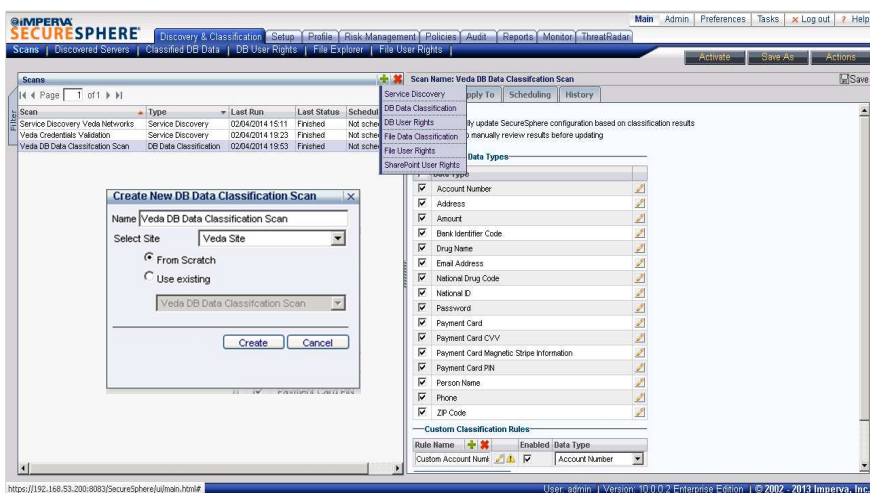 IMPERVA
SECURESPHERE
Main Admin Preferences Tasks Log out Help
Discovery & Classification Setup Profile Risk Management Policies Audit Reports Monitor ThreatRadar
Scans | Discovered Servers | Classified DB Data | DB User Rights | File Explorer | File User Rights |
Activate Save As Actions
Scans
Page 1 of 1
Filter
Scan Type Last Run Last Status Schedul
Service Discovery Veda Networks Service Discovery 02/04/2014 15:11 Finished Not sche
Veda Credentials Validation Service Discovery 02/04/2014 19:23 Finished Not sche
Veda DB Data Classifcation Scan DB Data Classification 02/04/2014 19:53 Finished Not sche
Service Discovery
DB Data Classification
DB User Rights
File Data Classification
File User Rights
SharePoint User Rights
Create New DB Data Classification Scan
Name Veda DB Data Classification Scan
Select Site Veda Site
From Scratch
Use existing
Veda DB Data Classifcation Scan
Create Cancel
Scan Name: Veda DB Data Classifcation Scan
Save
pply To Scheduling History
lly update SecureSphere configuration based on classification results
manually review results before updating
Data Types
Data Type
Account Number
Address
Amount
Bank Identifier Code
Drug Name
Email Address
National Drug Code
National ID
Password
Payment Card
Payment Card CVV
Payment Card Magnetic Stripe Information
Payment Card PIN
Person Name
Phone
ZIP Code
Custom Classification Rules
Rule Name Enabled Data Type
Custom Account Numb Account Number
https://192.168.53.200:8083/SecureSphere/ui/main.html#
User: admin | Version: 10.0.0.2 Enterprise Edition | © 2002 - 2013 Imperva, Inc.